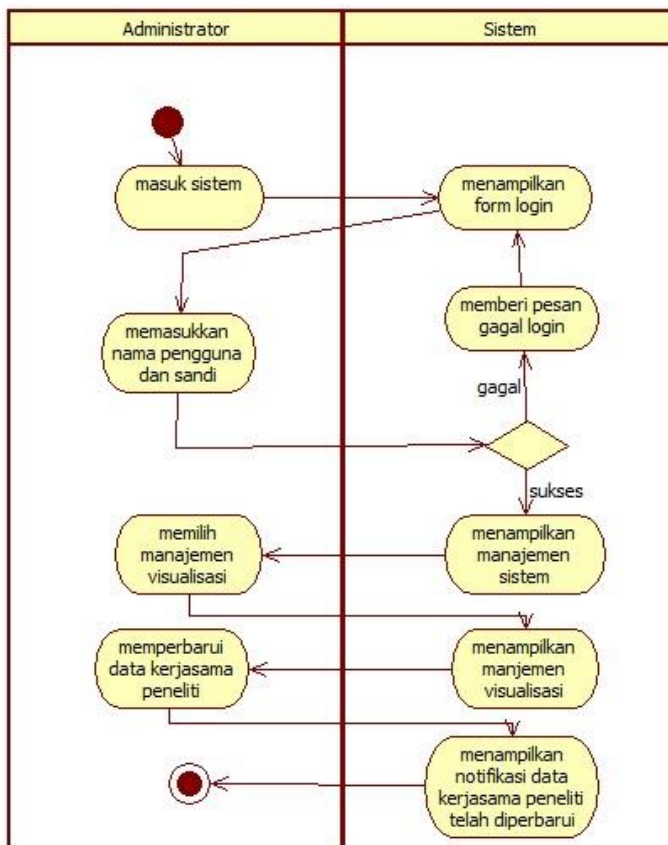 Administrator
Sistem
masuk sistem
menampilkan
form login
memberi pesan
gagal login
memasukkan
nama pengguna
dan sandi
gagal
sukses
memilih
manajemen
visualisasi
menampilkan
manajemen
sistem
memperbarui
data kerjasama
peneliti
menampilkan
manjemen
visualisasi
menampilkan
notifikasi data
kerjasama peneliti
telah diperbarui